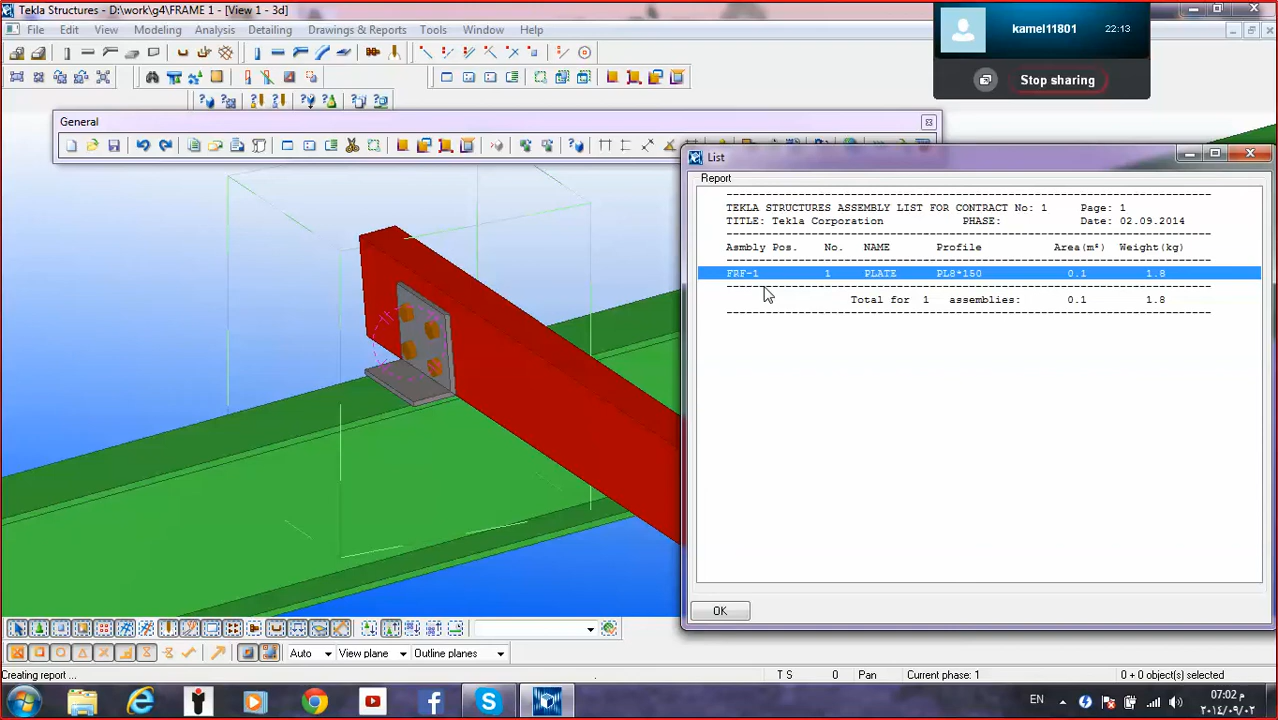 Tekla Structures - D:\work\g4\FRAME 1 - [View 1 - 3d]
File Edit View Modeling Analysis Detailing Drawings & Reports Tools Window Help
kamel11801 22:13
Stop sharing
General
List
Report
TEKLA STRUCTURES ASSEMBLY LIST FOR CONTRACT No: 1 Page: 1
TITLE: Tekla Corporation PHASE: Date: 02.09.2014
Asmbly Pos. No. NAME Profile Area(m²) Weight(kg)
FRF-1 1 PLATE PL8*150 0.1 1.8
Total for 1 assemblies: 0.1 1.8
OK
Auto View plane Outline planes
Creating report ... T S 0 Pan Current phase: 1 0 + 0 object(s) selected
EN
07:02 م
٢٠١٤/٠٩/٠٢